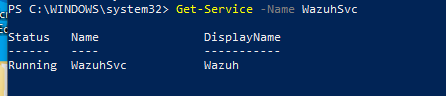 PS C:\WINDOWS\system32> Get-Service -Name WazuhSvc
Status Name DisplayName
------ ---- -----------
Running WazuhSvc Wazuh